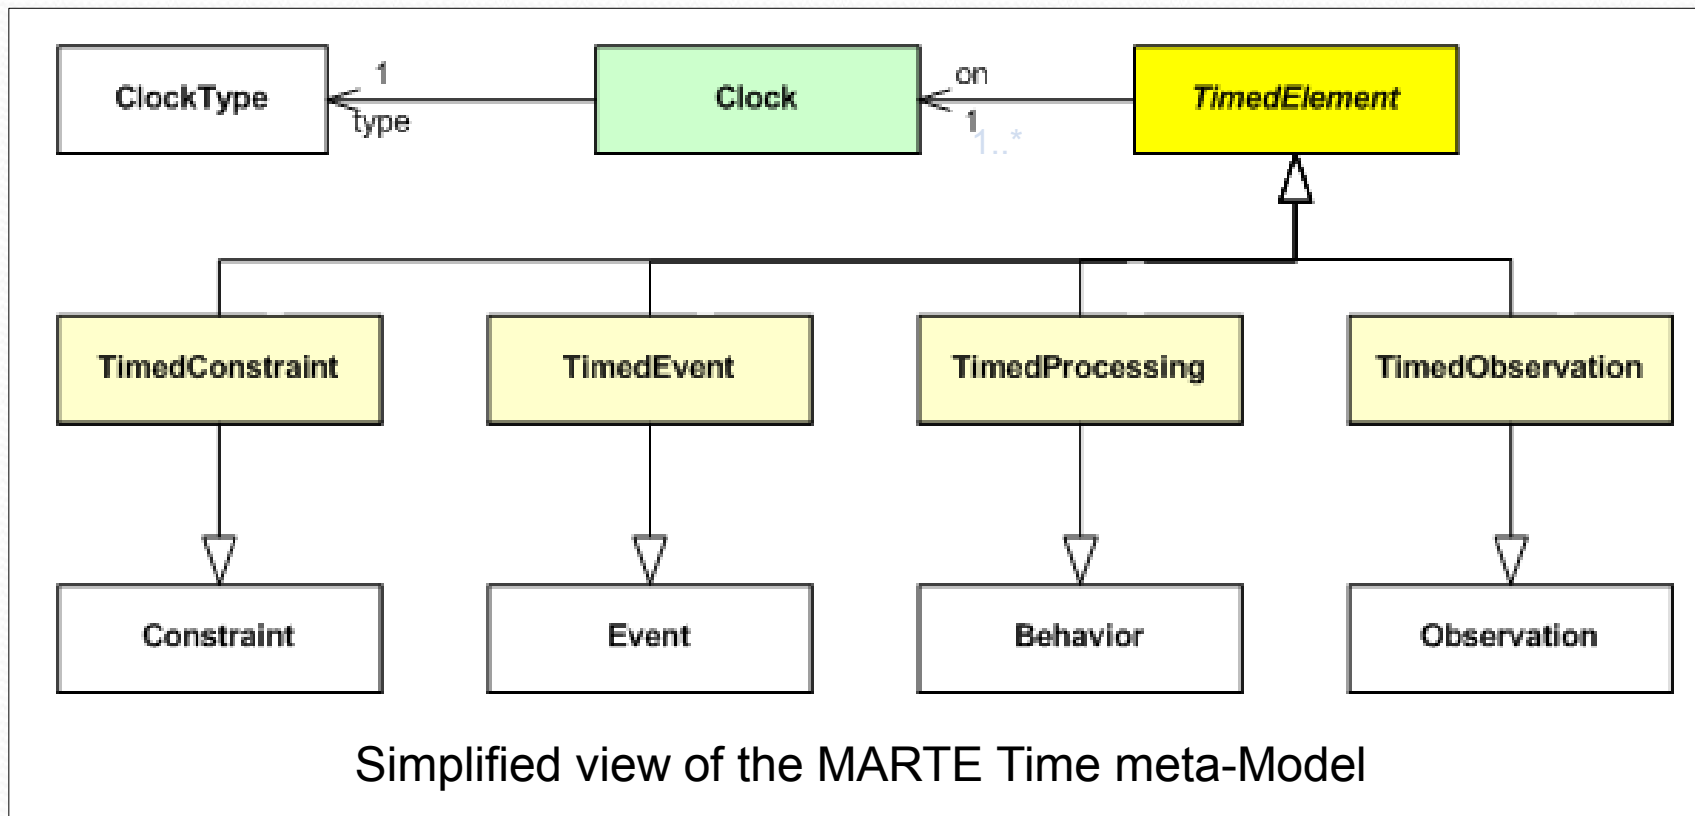 ClockType
1
type
Clock
on
1
1..*
TimedElement
TimedConstraint
TimedEvent
TimedProcessing
TimedObservation
Constraint
Event
Behavior
Observation
Simplified view of the MARTE Time meta-Model